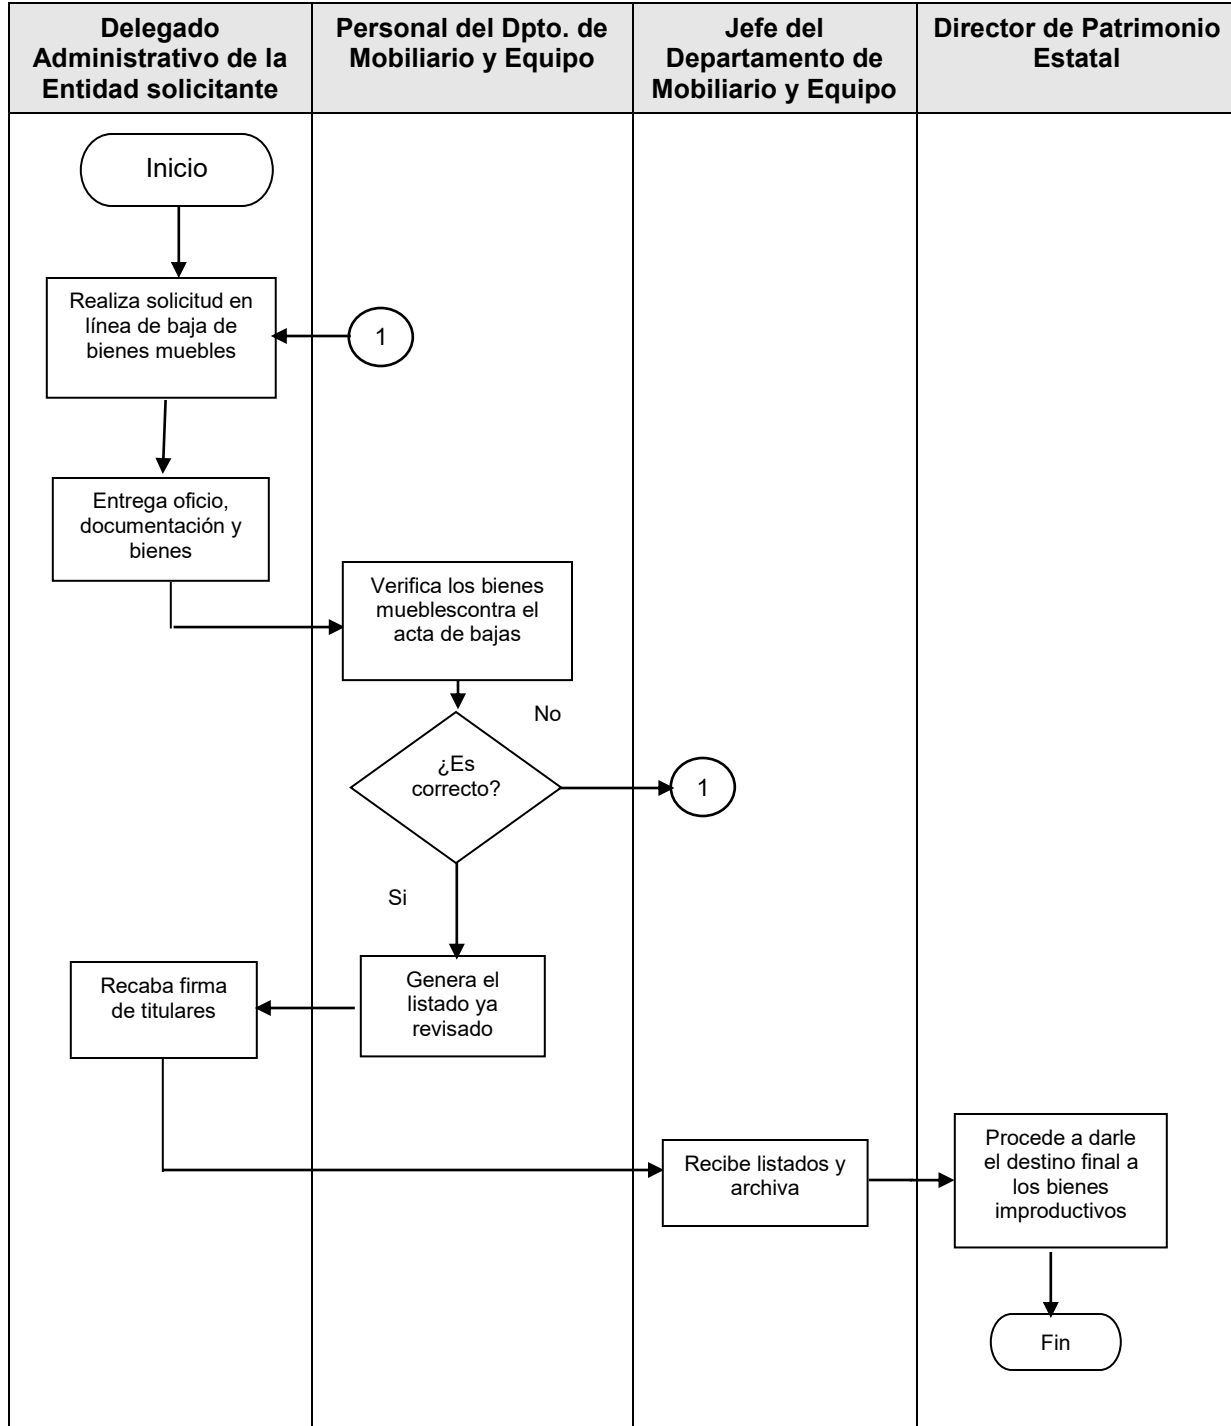 Delegado
Administrativo de la
Entidad solicitante
Personal del Dpto. de
Mobiliario y Equipo
Jefe del
Departamento de
Mobiliario y Equipo
Director de Patrimonio
Estatal
Inicio
Realiza solicitud en
línea de baja de
bienes muebles
1
Entrega oficio,
documentación y
bienes
Verifica los bienes
mueblescontra el
acta de bajas
No
¿Es
correcto?
1
Si
Genera el
listado ya
revisado
Recaba firma
de titulares
Recibe listados y
archiva
Procede a darle
el destino final a
los bienes
improductivos
Fin